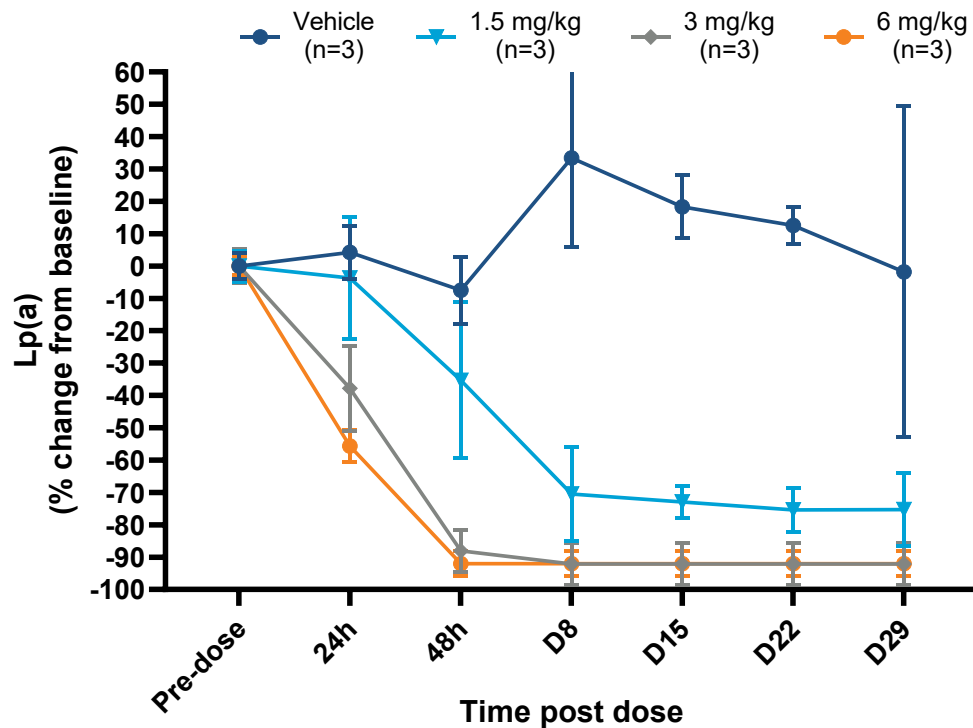 Vehicle
(n=3)
1.5 mg/kg
(n=3)
3 mg/kg
(n=3)
6 mg/kg
(n=3)
Lp(a)
(% change from baseline)
60
50
40
30
20
10
0
-10
-20
-30
-40
-50
-60
-70
-80
-90
-100
Pre-dose
24h
48h
D8
D15
D22
D29
Time post dose